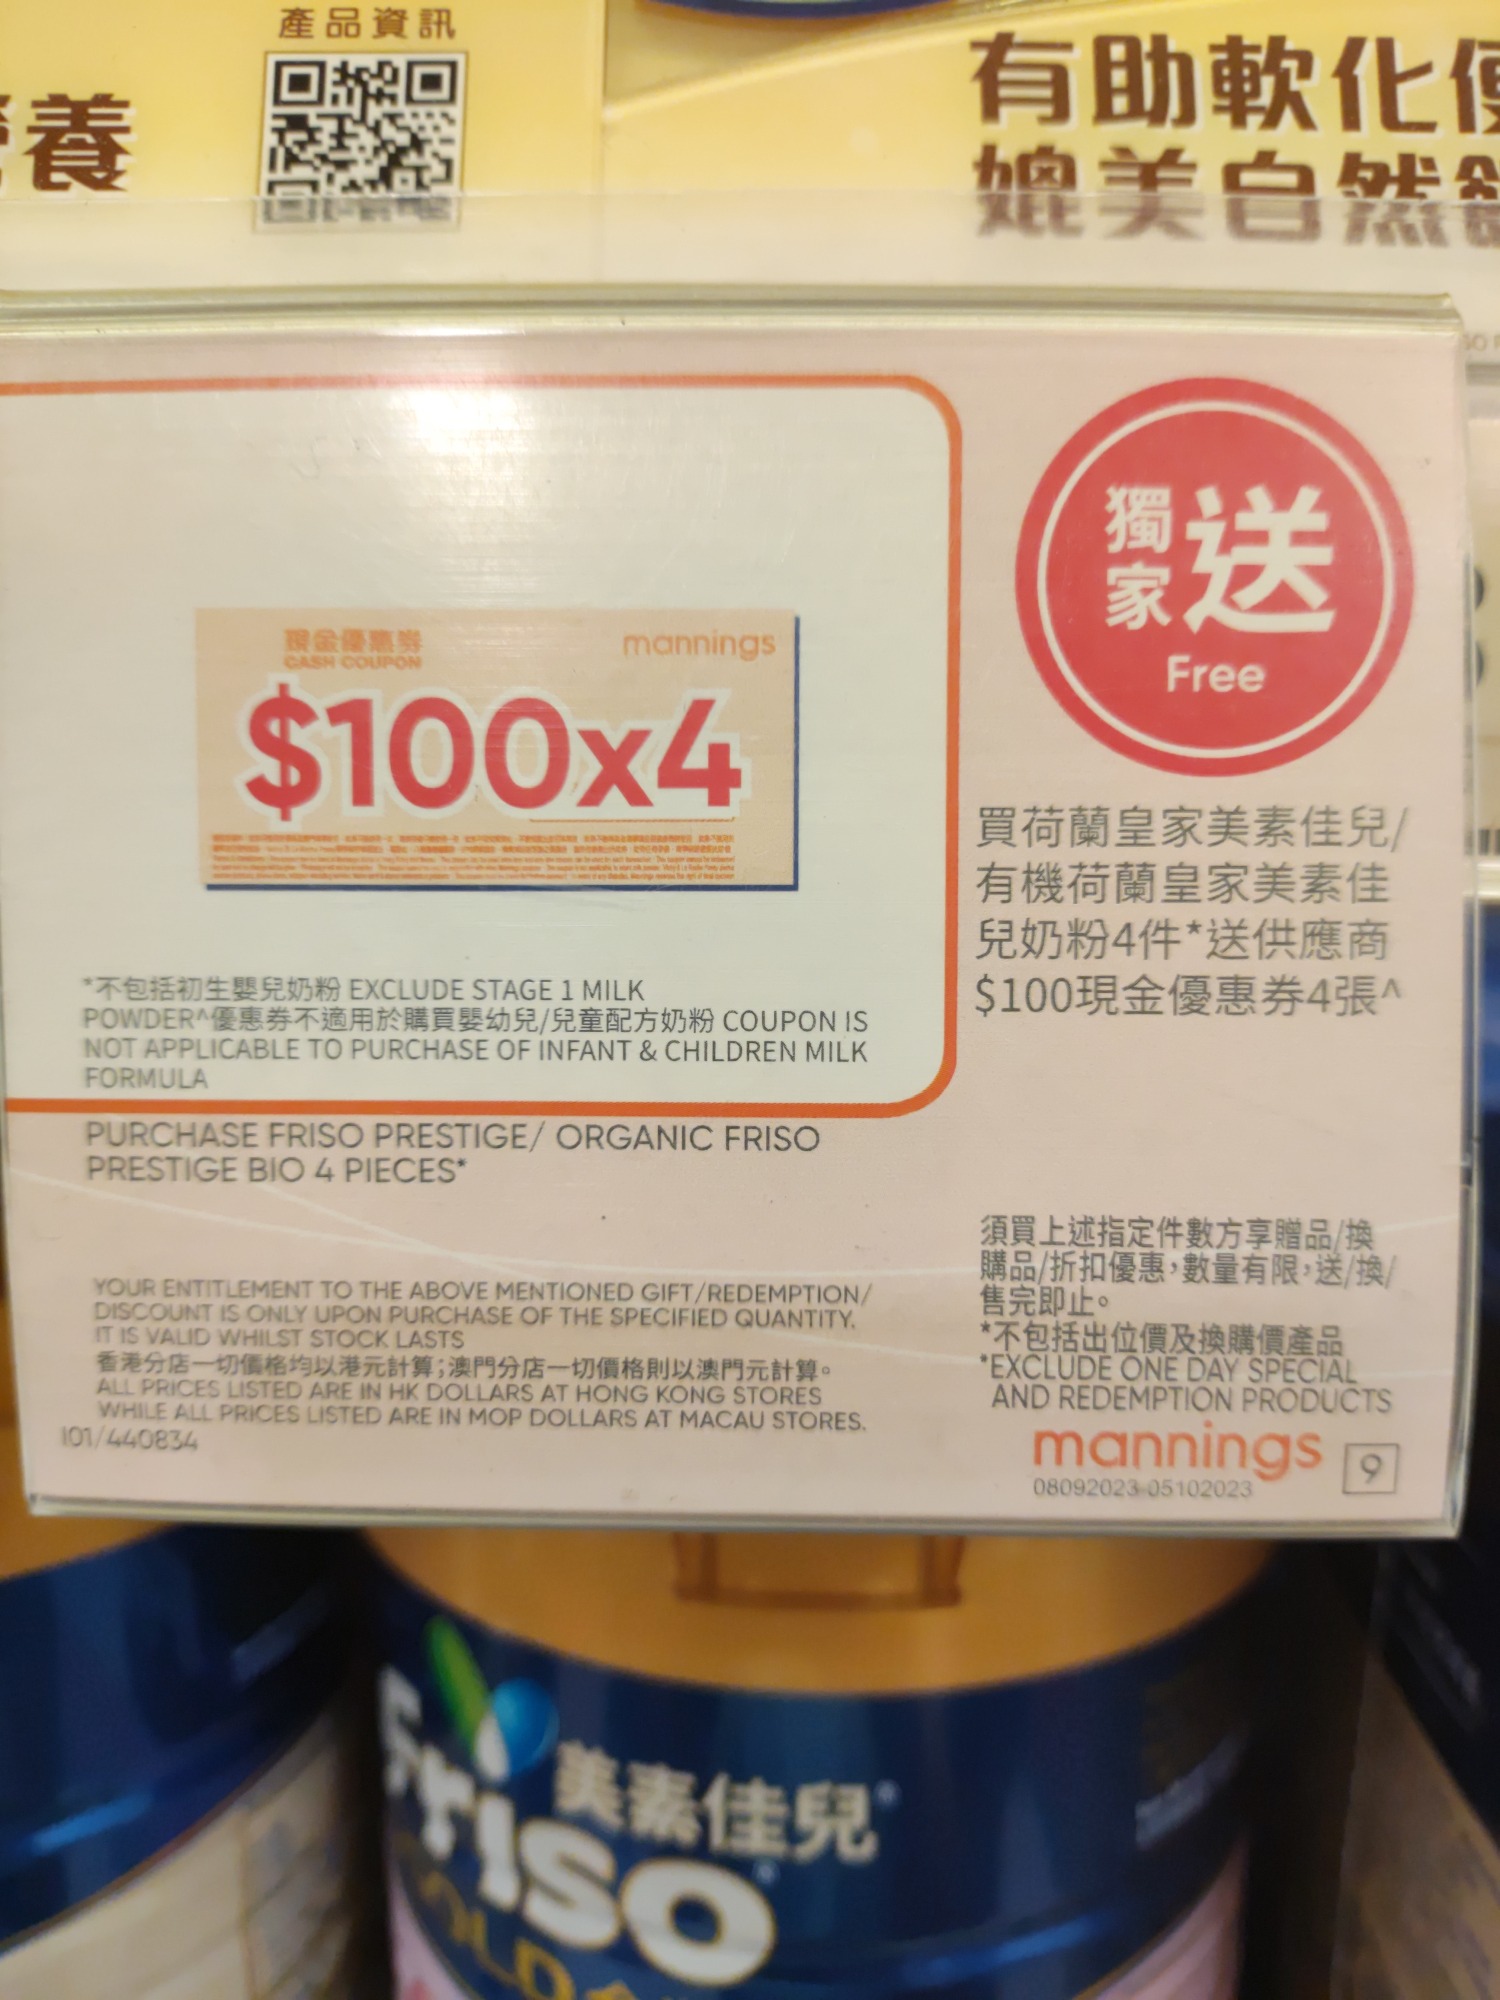 產品資訊
養
有助軟化
媲美自然
獨家送
Free
現金優惠券
CASH COUPON
mannings
$100x4
買荷蘭皇家美素佳兒/
有機荷蘭皇家美素佳
兒奶粉4件*送供應商
$100現金優惠券4張^
*不包括初生嬰兒奶粉 EXCLUDE STAGE 1 MILK
POWDER^優惠券不適用於購買嬰幼兒/兒童配方奶粉 COUPON IS
NOT APPLICABLE TO PURCHASE OF INFANT & CHILDREN MILK
FORMULA
PURCHASE FRISO PRESTIGE/ ORGANIC FRISO
PRESTIGE BIO 4 PIECES*
YOUR ENTITLEMENT TO THE ABOVE MENTIONED GIFT/REDEMPTION/
DISCOUNT IS ONLY UPON PURCHASE OF THE SPECIFIED QUANTITY.
IT IS VALID WHILST STOCK LASTS
香港分店一切價格均以港元計算;澳門分店一切價格則以澳門元計算。
ALL PRICES LISTED ARE IN HK DOLLARS AT HONG KONG STORES
WHILE ALL PRICES LISTED ARE IN MOP DOLLARS AT MACAU STORES.
101/440834
須買上述指定件數方享贈品/換
購品/折扣優惠,數量有限,送/換/
售完即止。
*不包括出位價及換購價產品
*EXCLUDE ONE DAY SPECIAL
AND REDEMPTION PRODUCTS
mannings 9
08092023-05102023
美素佳兒®
Friso®
GOLD